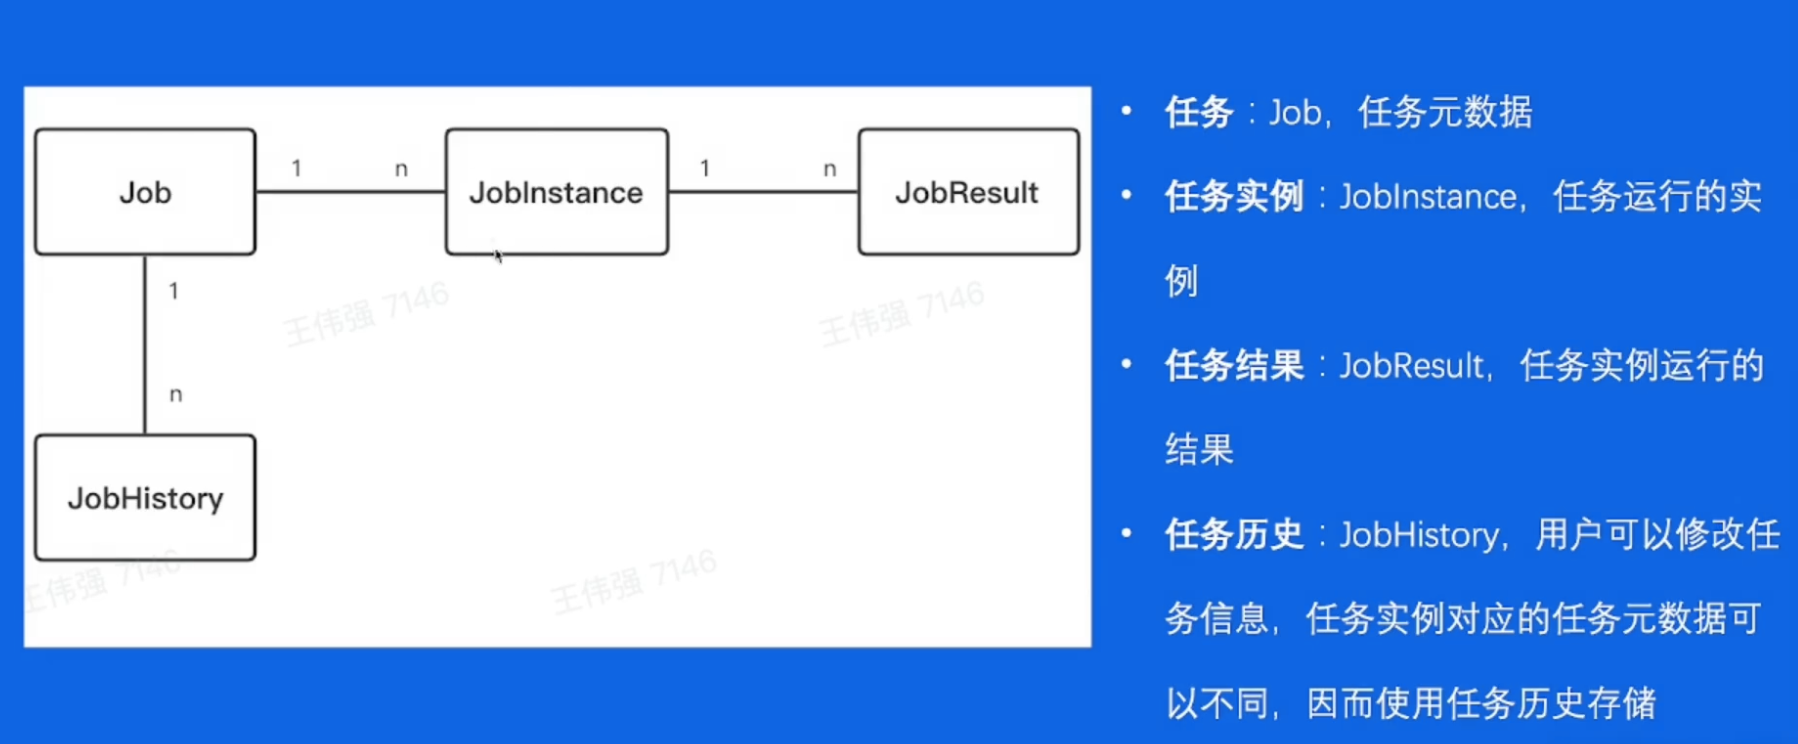 Job
1
n
JobInstance
1
n
JobResult
1
n
JobHistory
王伟强 7146
王伟强 7146
王伟强 7146
王伟强 7146
• 任务：Job，任务元数据
• 任务实例：JobInstance，任务运行的实
例
• 任务结果：JobResult，任务实例运行的
结果
• 任务历史：JobHistory，用户可以修改任
务信息，任务实例对应的任务元数据可
以不同，因而使用任务历史存储